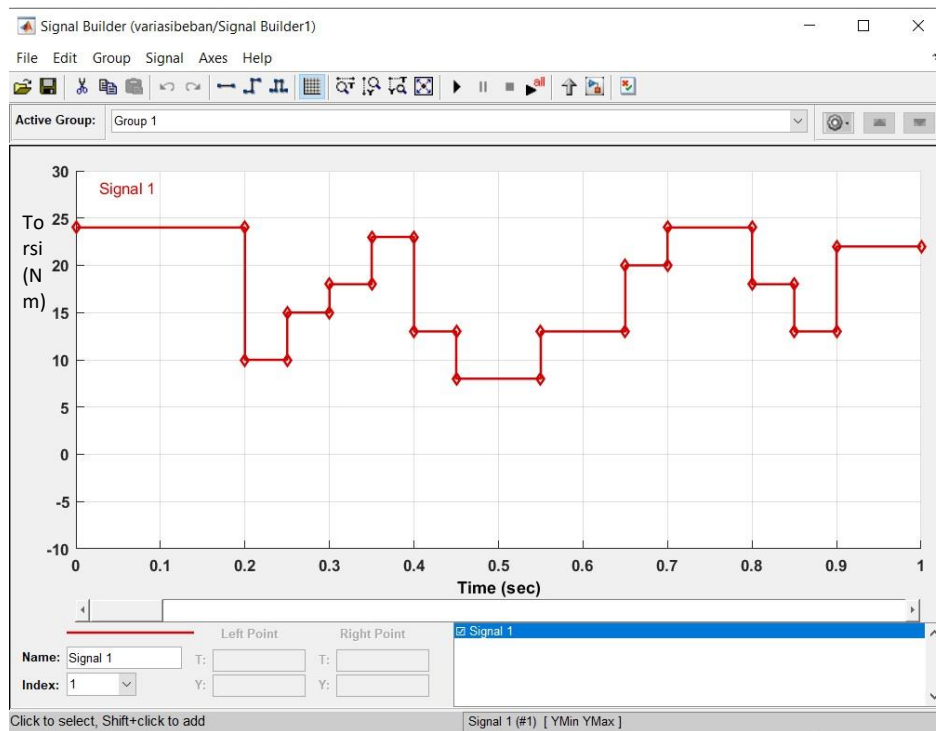 Signal Builder (variasibeban/Signal Builder1)
File Edit Group Signal Axes Help
all
Active Group: Group 1
Signal 1
To
rsi
(N
m)
30
25
20
15
10
5
0
-5
-10
0 0.1 0.2 0.3 0.4 0.5 0.6 0.7 0.8 0.9 1
Time (sec)
Left Point Right Point
Name: Signal 1 T: T:
Index: 1 Y: Y:
Signal 1
Click to select, Shift+click to add
Signal 1 (#1) [ YMin YMax ]